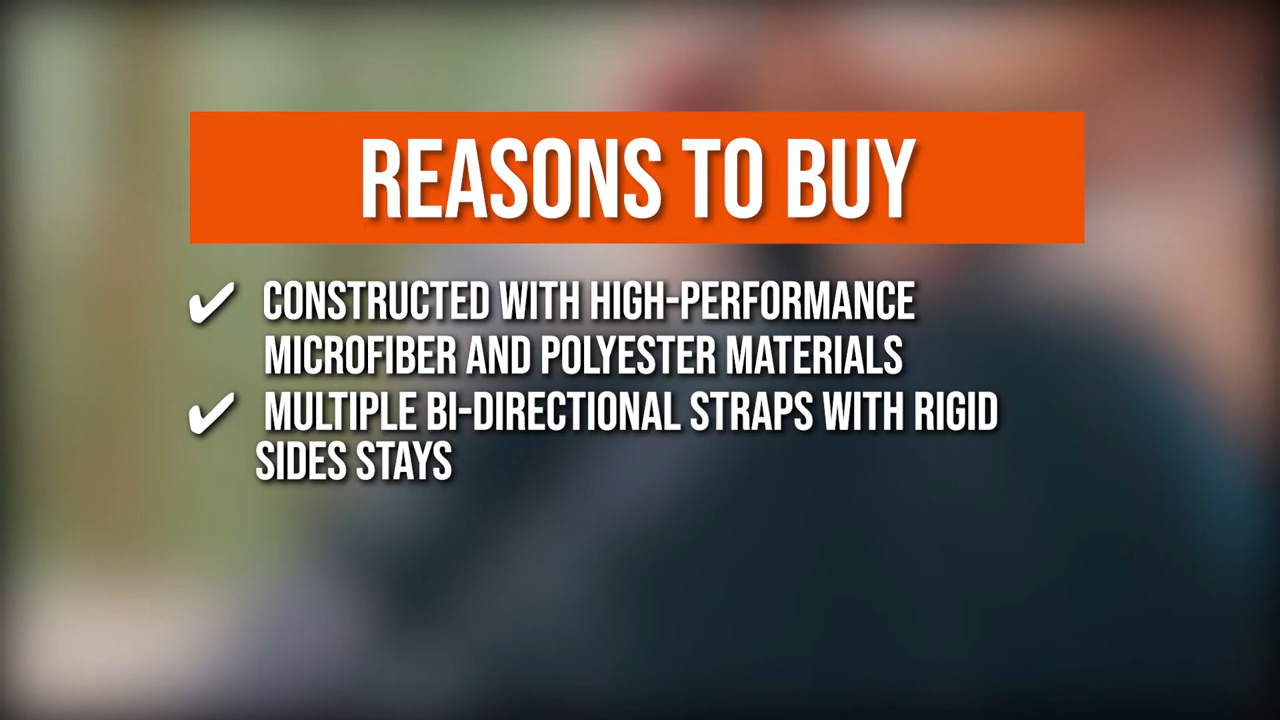 REASONS TO BUY
✔ CONSTRUCTED WITH HIGH-PERFORMANCE
MICROFIBER AND POLYESTER MATERIALS
✔ MULTIPLE BI-DIRECTIONAL STRAPS WITH RIGID
SIDES STAYS